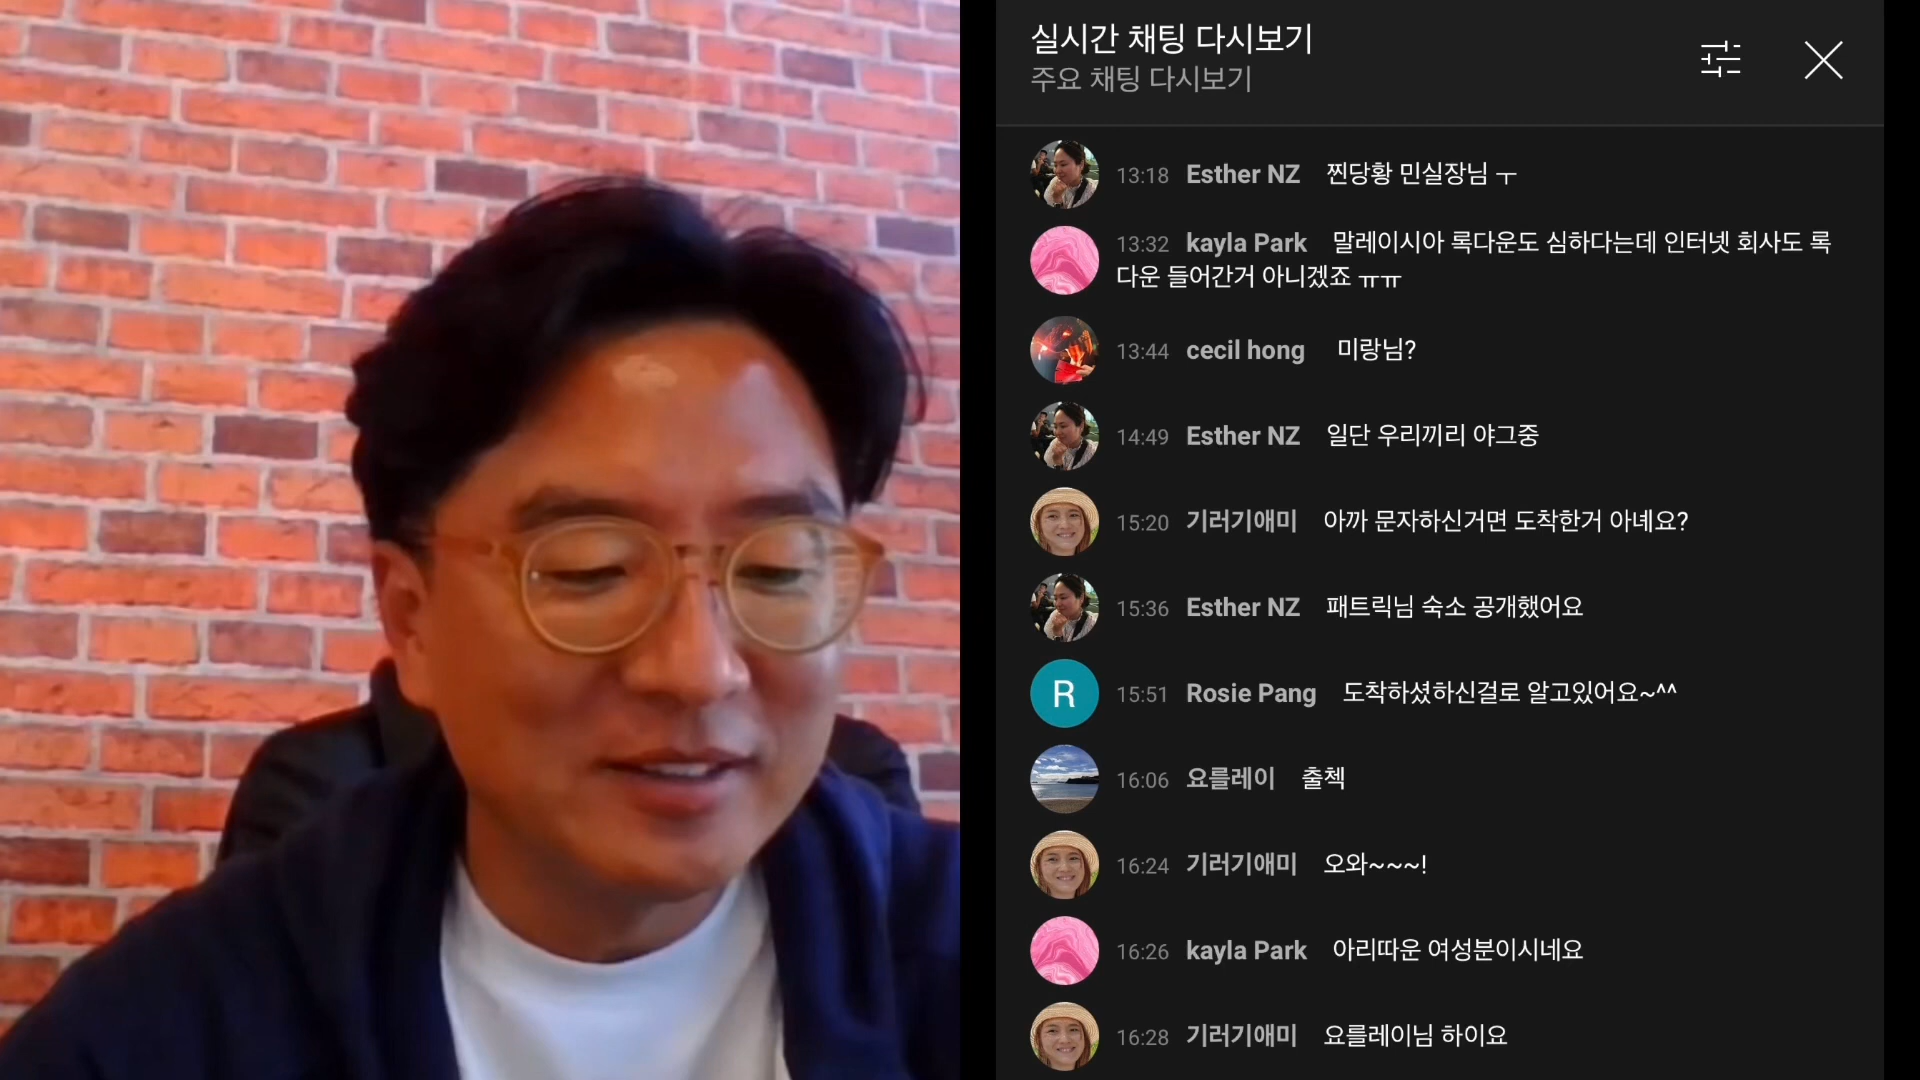 실시간 채팅 다시보기
주요 채팅 다시보기
13:18 Esther NZ 찐당황 민실장님 ㅜ
13:32 kayla Park 말레이시아 록다운도 심하다는데 인터넷 회사도 록
다운 들어간거 아니겠죠 ㅠㅠ
13:44 cecil hong 미랑님?
14:49 Esther NZ 일단 우리끼리 야그중
15:20 기러기애미 아까 문자하신거면 도착한거 아녜요?
15:36 Esther NZ 패트릭님 숙소 공개했어요
R 15:51 Rosie Pang 도착하셨하신걸로 알고있어요~^^
16:06 요를레이 출첵
16:24 기러기애미 오와~~~!
16:26 kayla Park 아리따운 여성분이시네요
16:28 기러기애미 요를레이님 하이요